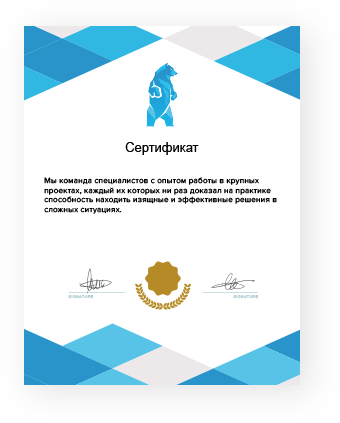 Сертификат
Мы команда специалистов с опытом работы в крупных
проектах, каждый их которых ни раз доказал на практике
способность находить изящные и эффективные решения в
сложных ситуациях.
SIGNATURE
SIGNATURE